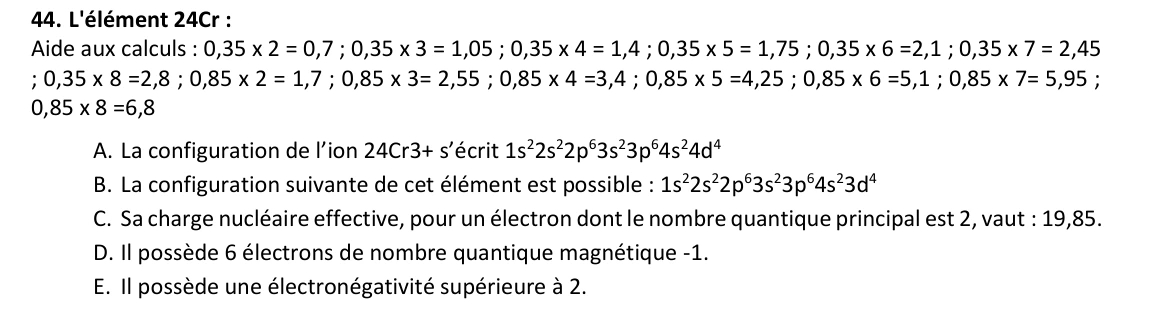 44. L'élément 24Cr :
Aide aux calculs : 0,35 x 2 = 0,7 ; 0,35 x 3 = 1,05 ; 0,35 x 4 = 1,4 ; 0,35 x 5 = 1,75 ; 0,35 x 6 =2,1 ; 0,35 x 7 = 2,45
; 0,35 x 8 =2,8 ; 0,85 x 2 = 1,7 ; 0,85 x 3= 2,55 ; 0,85 x 4 =3,4 ; 0,85 x 5 =4,25 ; 0,85 x 6 =5,1 ; 0,85 x 7= 5,95 ;
0,85 x 8 =6,8
A. La configuration de l’ion 24Cr3+ s’écrit 1s²2s²2p⁶3s²3p⁶4s²4d⁴
B. La configuration suivante de cet élément est possible : 1s²2s²2p⁶3s²3p⁶4s²3d⁴
C. Sa charge nucléaire effective, pour un électron dont le nombre quantique principal est 2, vaut : 19,85.
D. Il possède 6 électrons de nombre quantique magnétique -1.
E. Il possède une électronégativité supérieure à 2.